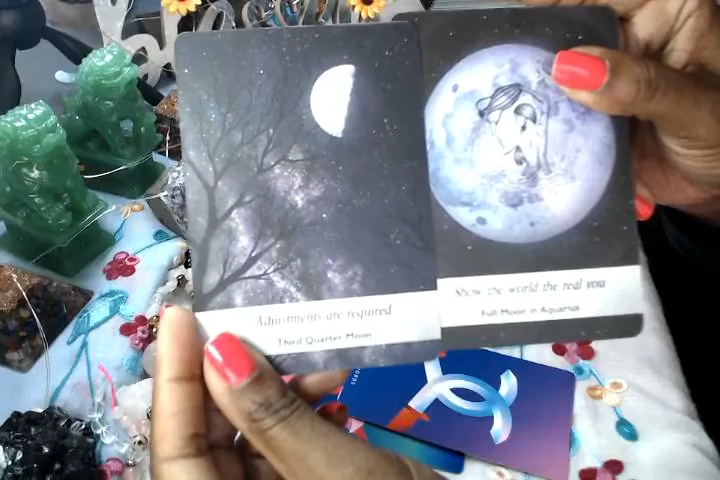 Adjustments are required
Third Quarter Moon
Show the world the real you
Full Moon in Aquarius